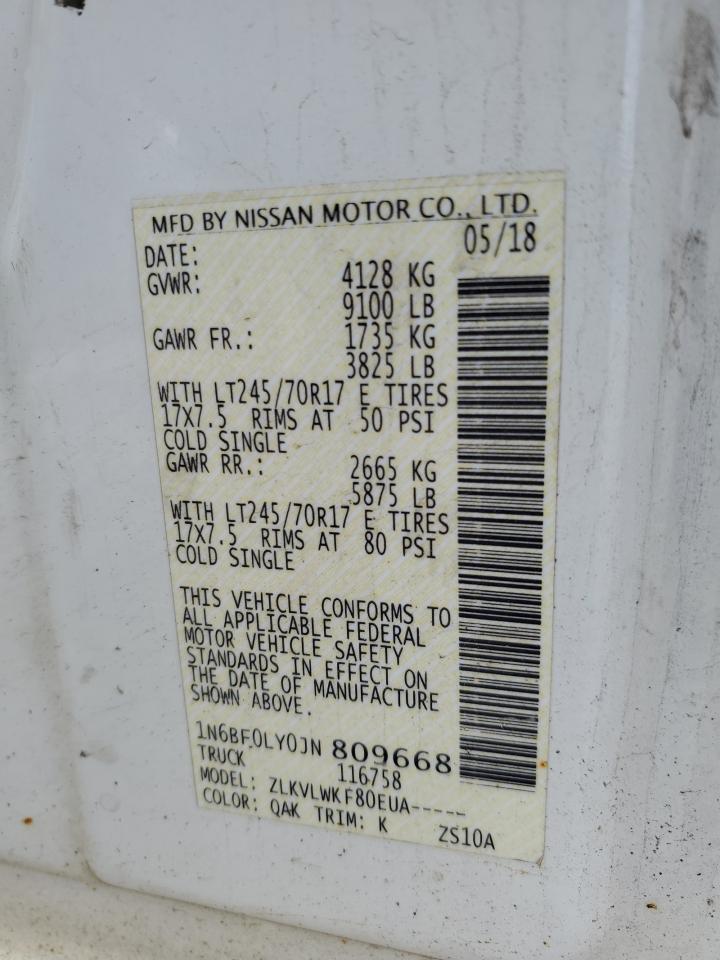 MFD BY NISSAN MOTOR CO., LTD.
DATE: 05/18
GVWR: 4128 KG
9100 LB
GAWR FR.: 1735 KG
3825 LB
WITH LT245/70R17 E TIRES
17X7.5 RIMS AT 50 PSI
COLD SINGLE
GAWR RR.: 2665 KG
5875 LB
WITH LT245/70R17 E TIRES
17X7.5 RIMS AT 80 PSI
COLD SINGLE
THIS VEHICLE CONFORMS TO
ALL APPLICABLE FEDERAL
MOTOR VEHICLE SAFETY
STANDARDS IN EFFECT ON
THE DATE OF MANUFACTURE
SHOWN ABOVE.
1N6BF0LY0JN 809668
TRUCK 116758
MODEL: ZLKVLWKF80EUA-----
COLOR: QAK TRIM: K ZS10A